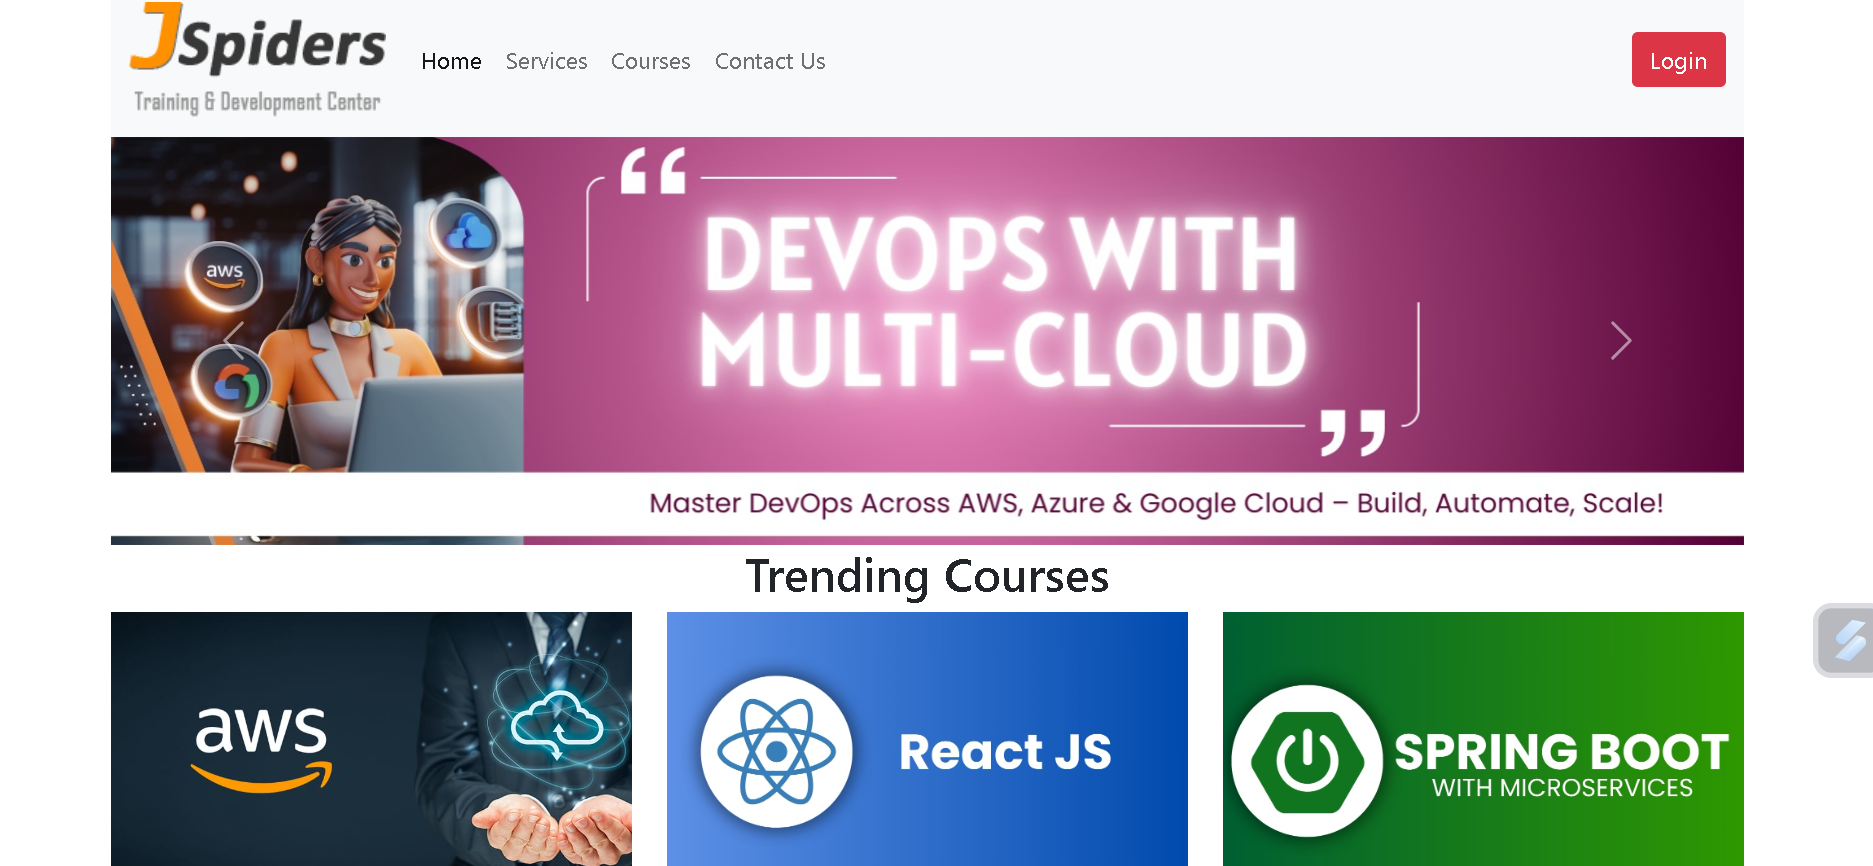 JSpiders
Training & Development Center
Home Services Courses Contact Us
Login
“
DEVOPS WITH
MULTI-CLOUD
”
aws
Master DevOps Across AWS, Azure & Google Cloud – Build, Automate, Scale!
Trending Courses
aws
React JS
SPRING BOOT
WITH MICROSERVICES